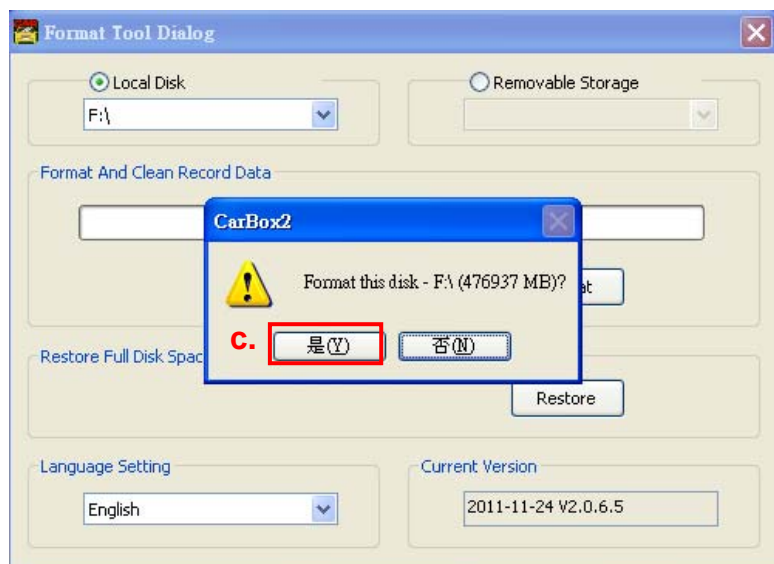 Format Tool Dialog
Local Disk
Removable Storage
F:\
Format And Clean Record Data
CarBox2
Format this disk - F:\ (476937 MB)?
at
C.
是(Y)
否(N)
Restore Full Disk Spac
Restore
Language Setting
Current Version
English
2011-11-24 V2.0.6.5